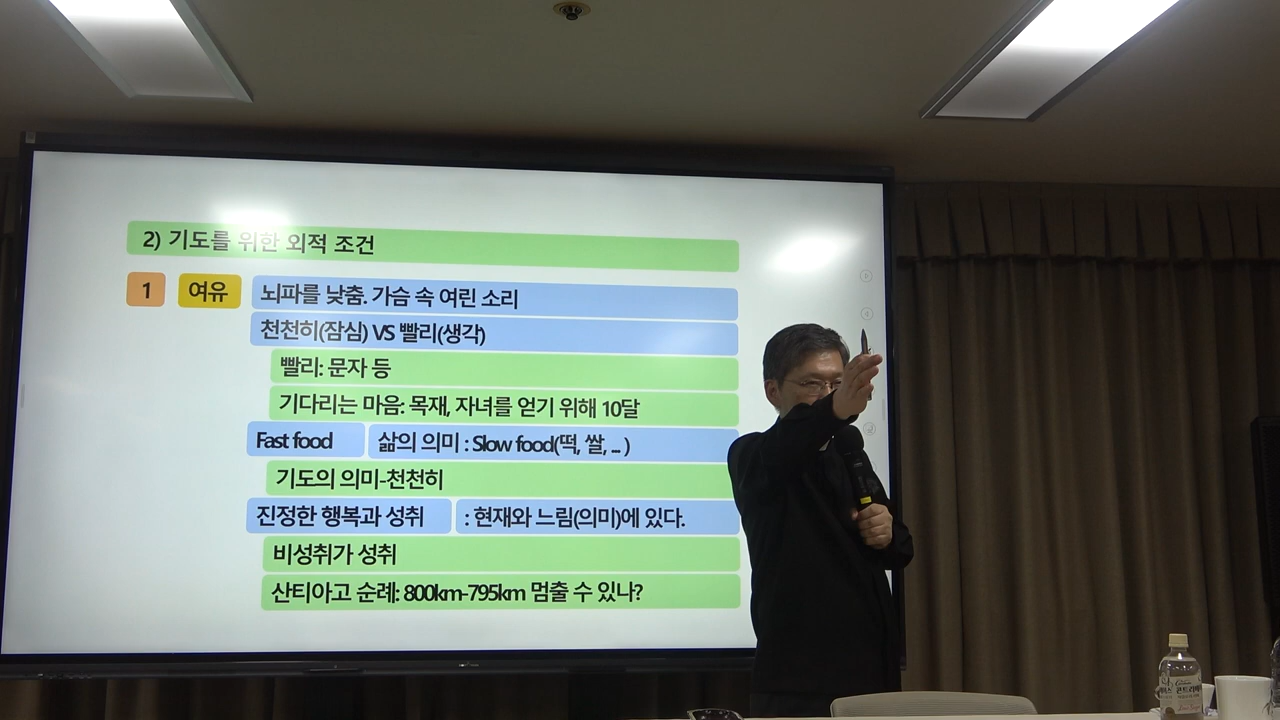 2) 기도를 위한 외적 조건
1 여유 뇌파를 낮춤. 가슴 속 여린 소리
천천히(잠심) VS 빨리(생각)
빨리: 문자 등
기다리는 마음: 목재, 자녀를 얻기 위해 10달
Fast food 삶의 의미 : Slow food(떡, 쌀, ... )
기도의 의미-천천히
진정한 행복과 성취 : 현재와 느림(의미)에 있다.
비성취가 성취
산티아고 순례: 800km-795km 멈출 수 있나?